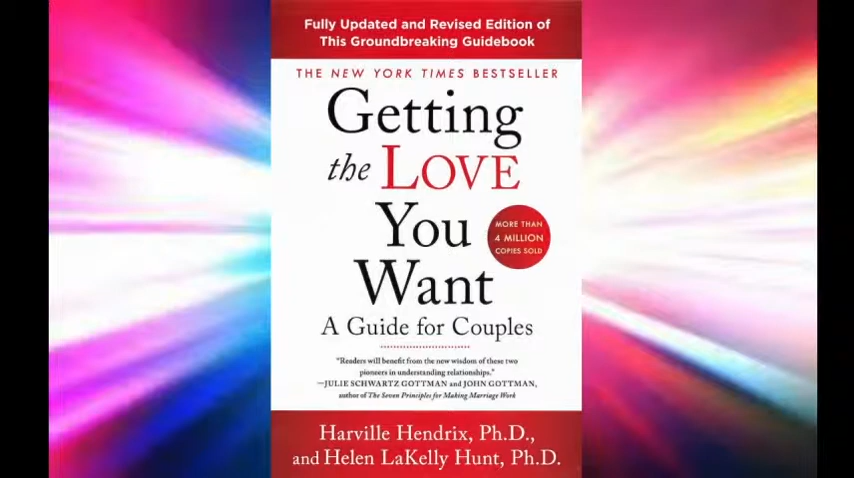 Fully Updated and Revised Edition of
This Groundbreaking Guidebook
THE NEW YORK TIMES BESTSELLER
Getting
the LOVE
You
Want
MORE THAN
4 MILLION
COPIES SOLD
A Guide for Couples
"Readers will benefit from the new wisdom of these two
pioneers in understanding relationships."
—JULIE SCHWARTZ GOTTMAN and JOHN GOTTMAN,
author of The Seven Principles for Making Marriage Work
Harville Hendrix, Ph.D.,
and Helen LaKelly Hunt, Ph.D.